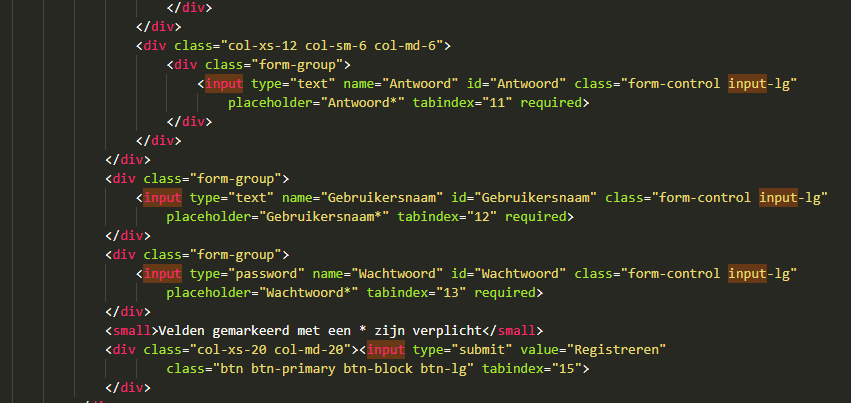 </div>
</div>
<div class="col-xs-12 col-sm-6 col-md-6">
<div class="form-group">
<input type="text" name="Antwoord" id="Antwoord" class="form-control input-lg"
placeholder="Antwoord*" tabindex="11" required>
</div>
</div>
</div>
<div class="form-group">
<input type="text" name="Gebruikersnaam" id="Gebruikersnaam" class="form-control input-lg"
placeholder="Gebruikersnaam*" tabindex="12" required>
</div>
<div class="form-group">
<input type="password" name="Wachtwoord" id="Wachtwoord" class="form-control input-lg"
placeholder="Wachtwoord*" tabindex="13" required>
</div>
<small>Velden gemarkeerd met een * zijn verplicht</small>
<div class="col-xs-20 col-md-20"><input type="submit" value="Registreren"
class="btn btn-primary btn-block btn-lg" tabindex="15">
</div>